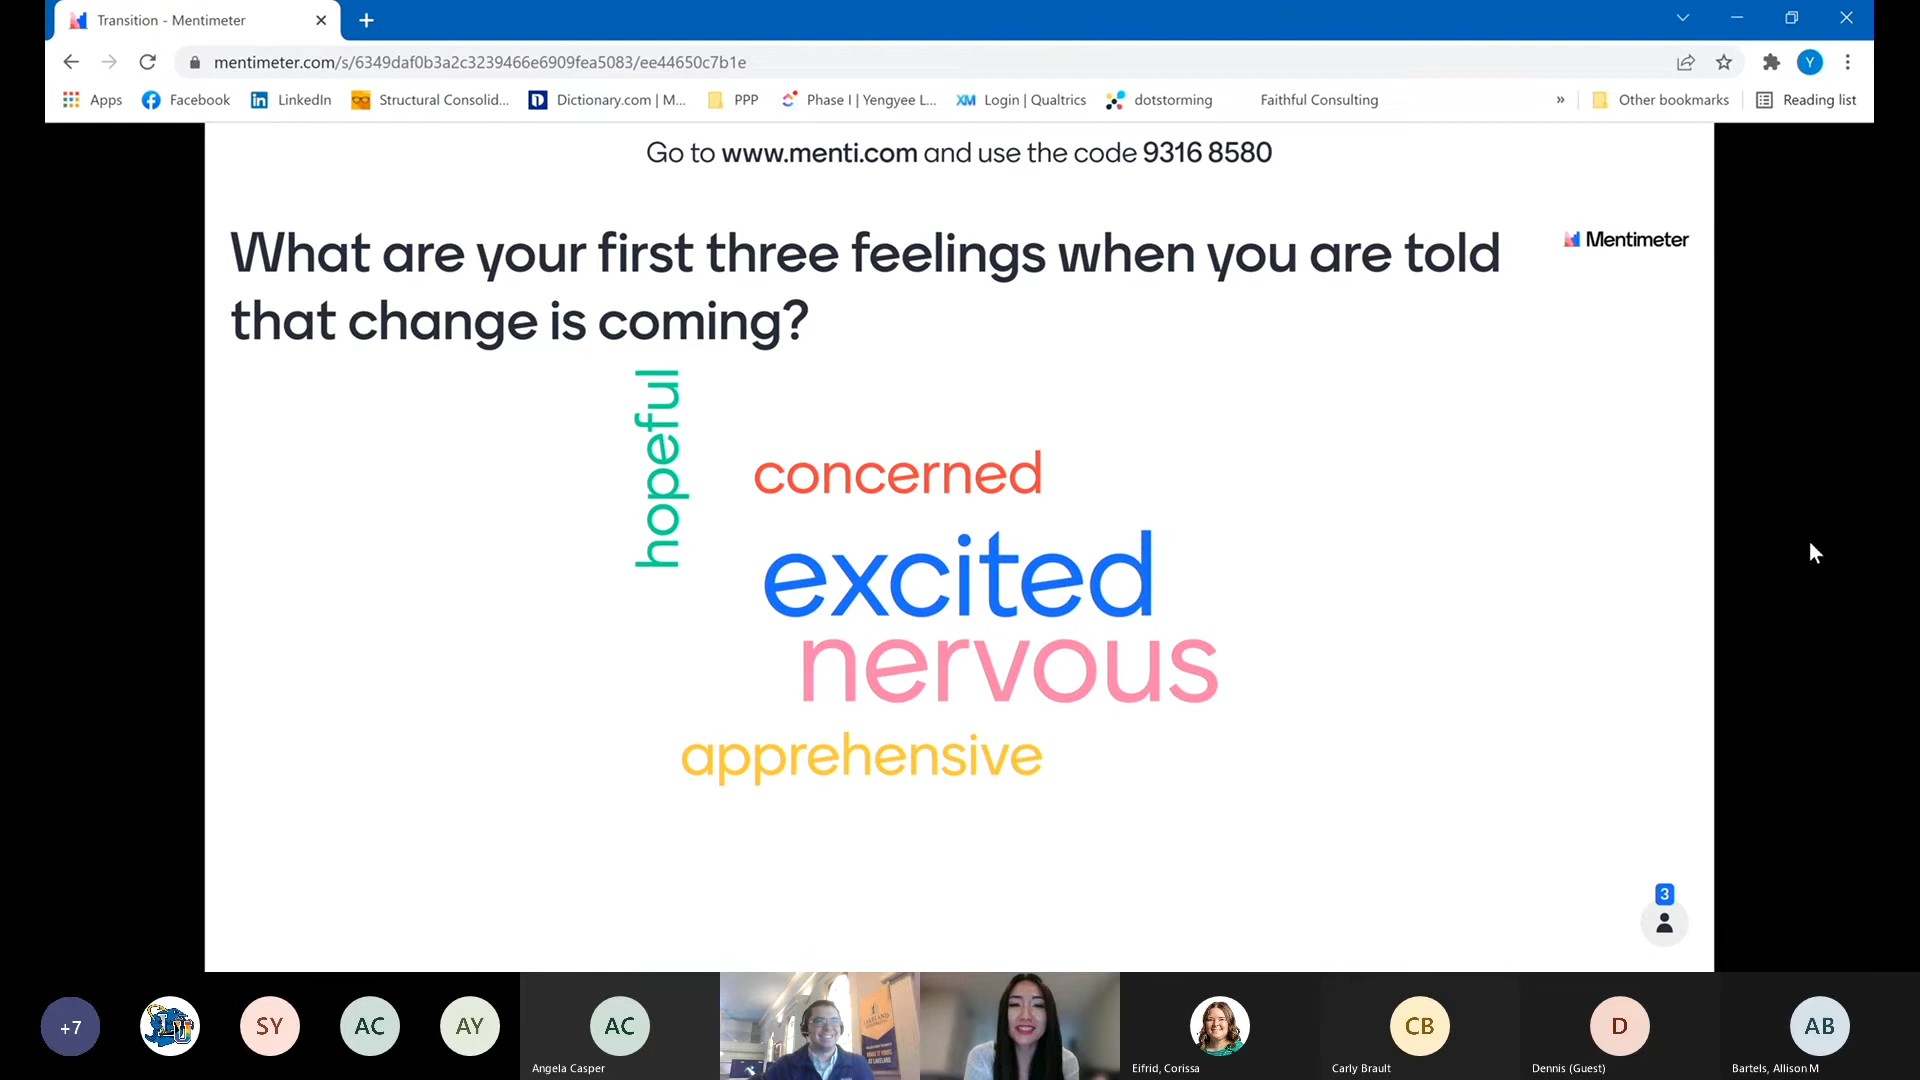 Transition - Mentimeter
mentimeter.com/s/6349daf0b3a2c3239466e6909fea5083/ee44650c7b1e
Y
Apps Facebook LinkedIn Structural Consolid... Dictionary.com | M... PPP Phase I | Yengyee L... XM Login | Qualtrics dotstorming Faithful Consulting » Other bookmarks Reading list
Go to www.menti.com and use the code 9316 8580
What are your first three feelings when you are told
that change is coming?
Mentimeter
hopeful
concerned
excited
nervous
apprehensive
3
+7 LU SY AC AY AC CB D AB
Angela Casper Eifrid, Corissa Carly Brault Dennis (Guest) Bartels, Allison M